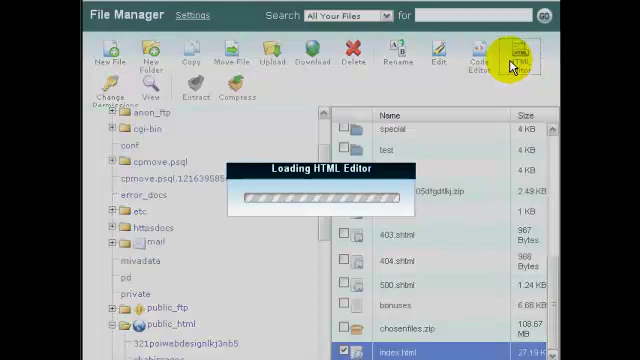 File Manager Settings Search All Your Files for GO
New File New Folder Copy Move File Upload Download Delete Rename Edit Code Editor HTML Editor
Change Permissions View Extract Compress
anon_ftp
cgi-bin
conf
cpmove.psql
cpmove.psql.121639585
error_docs
etc
httpsdocs
mail
mivadata
pd
private
public_ftp
public_html
Name Size
special 4 KB
test 4 KB
2.49 KB
1 KB
403.shtml 967 Bytes
404.shtml 968 Bytes
500.shtml 1.24 KB
bonuses 6.68 KB
chosenfiles.zip 108.67 MB
index.html 27.19 K
Loading HTML Editor